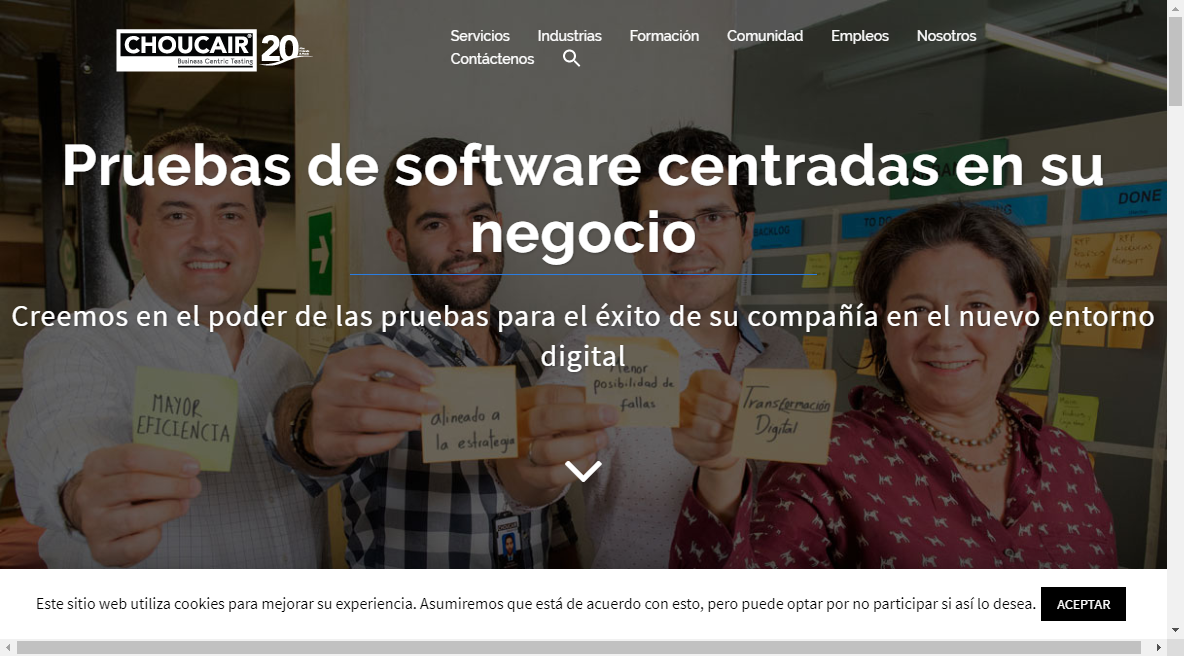 CHOUCAIR
Business Centric Testing
20
Servicios Industrias Formación Comunidad Empleos Nosotros
Contáctenos
Pruebas de software centradas en su
negocio
Creemos en el poder de las pruebas para el éxito de su compañía en el nuevo entorno
digital
BACKLOG
TO DO
DONE
MAYOR
EFICIENCIA
alineado a
la estrategia
Menor
posibilidad de
fallas
Transformación
Digital
Este sitio web utiliza cookies para mejorar su experiencia. Asumiremos que está de acuerdo con esto, pero puede optar por no participar si así lo desea.
ACEPTAR